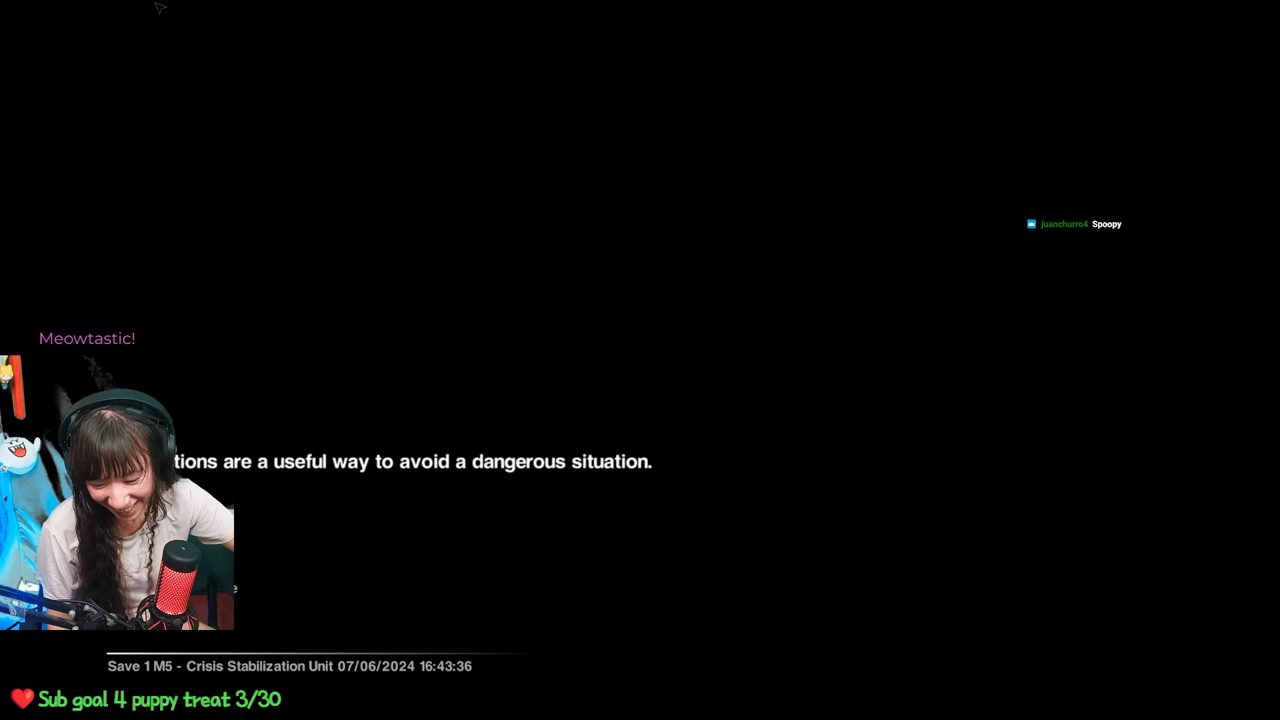 juanchurro4 Spoopy
Meowtastic!
tions are a useful way to avoid a dangerous situation.
Save 1 M5 - Crisis Stabilization Unit 07/06/2024 16:43:36
Sub goal 4 puppy treat 3/30